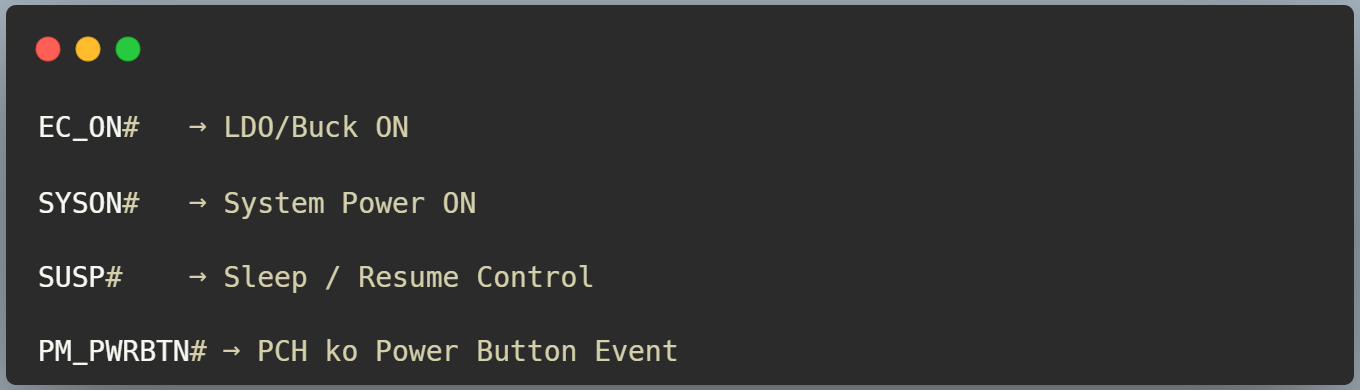 EC_ON#   → LDO/Buck ON
SYSON#   → System Power ON
SUSP#    → Sleep / Resume Control
PM_PWRBTN# → PCH ko Power Button Event